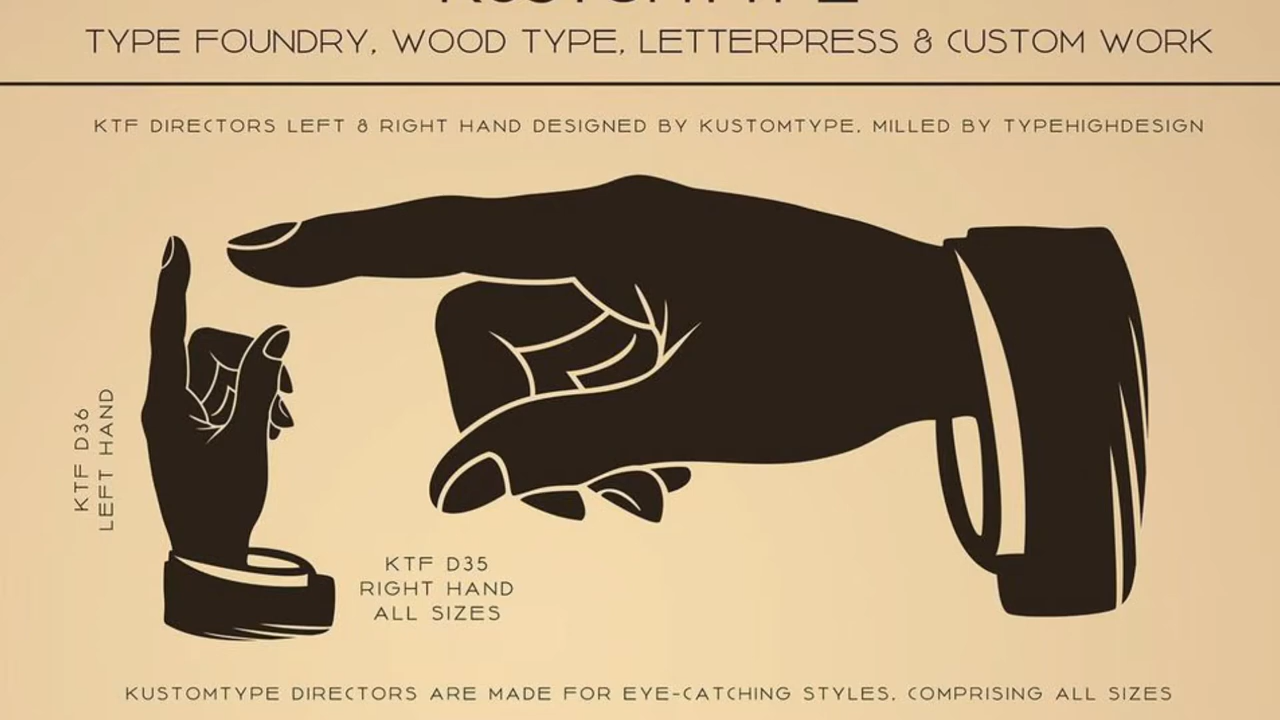 KUSTOMTYPE
TYPE FOUNDRY, WOOD TYPE, LETTERPRESS & CUSTOM WORK
KTF DIRECTORS LEFT & RIGHT HAND DESIGNED BY KUSTOMTYPE. MILLED BY TYPEHIGHDESIGN
KTF D36
LEFT HAND
KTF D35
RIGHT HAND
ALL SIZES
KUSTOMTYPE DIRECTORS ARE MADE FOR EYE-CATCHING STYLES. COMPRISING ALL SIZES